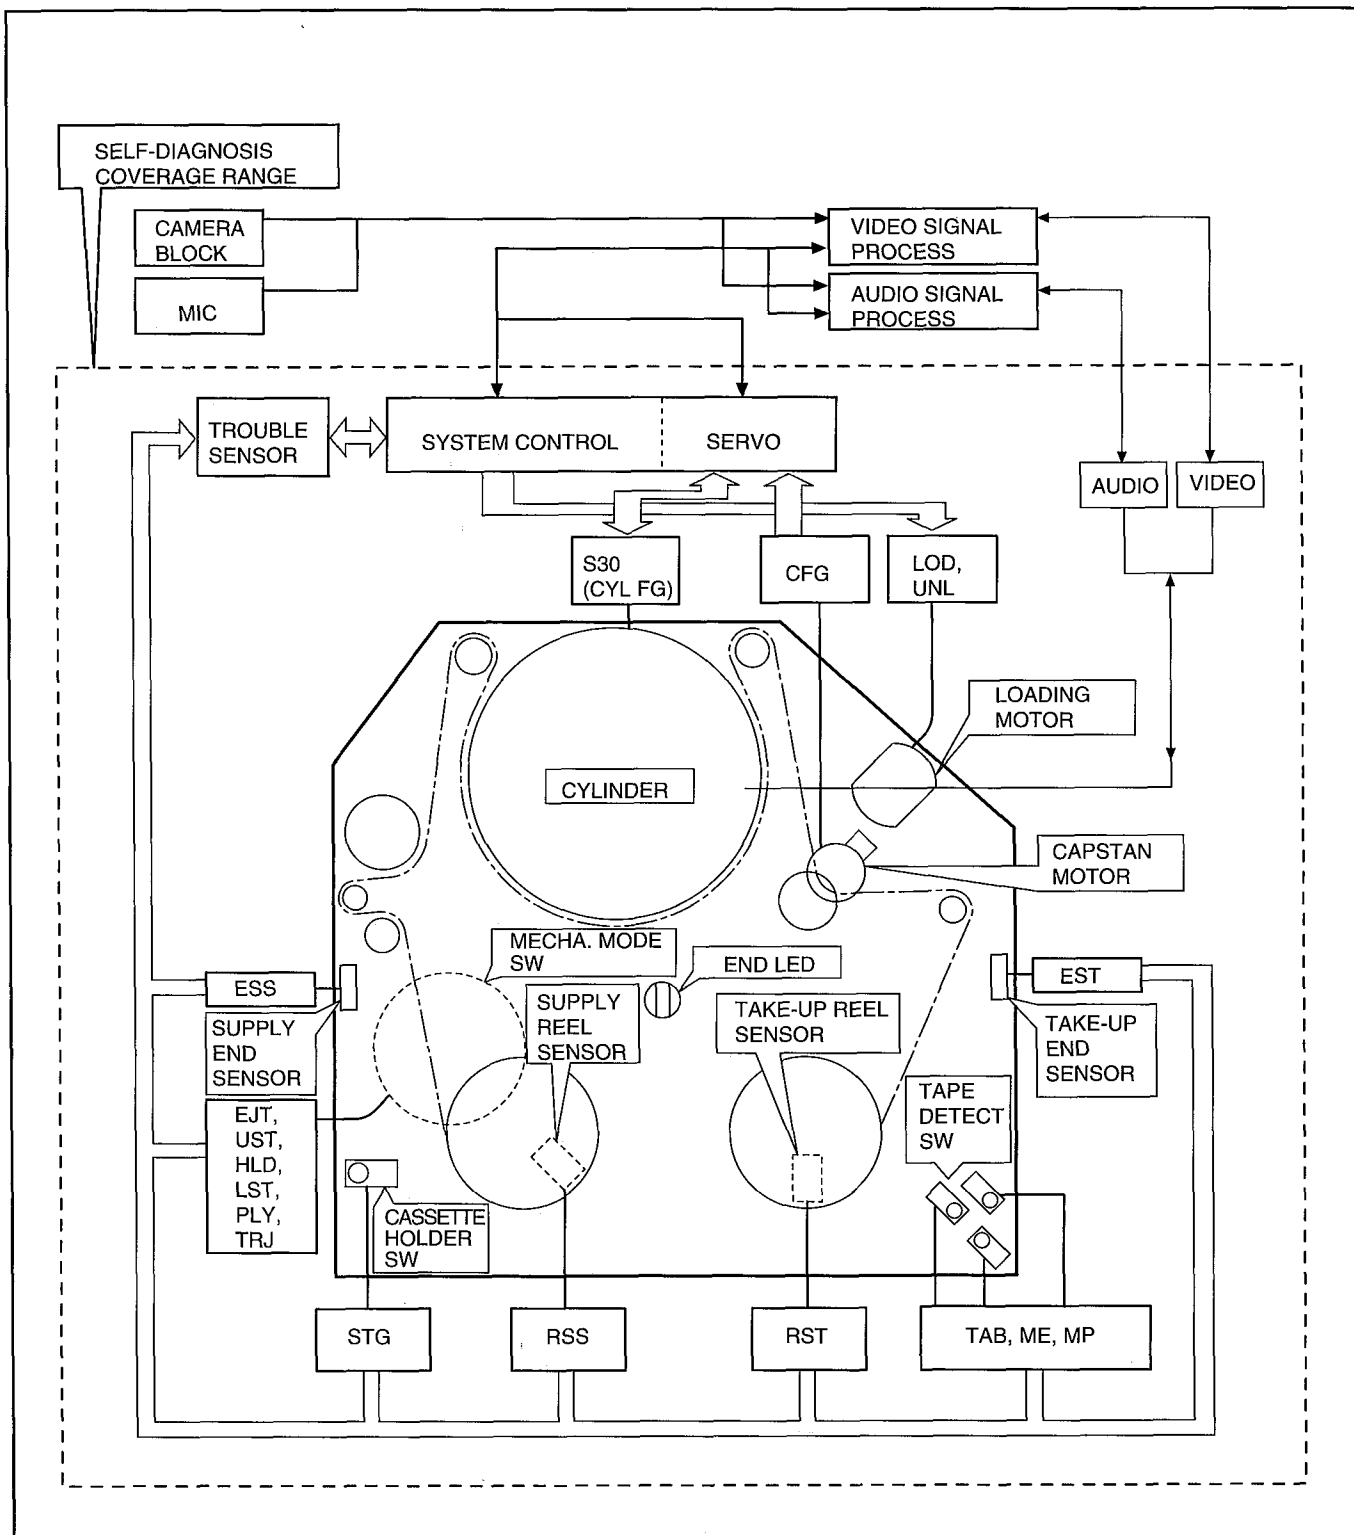 SELF-DIAGNOSIS
COVERAGE RANGE
CAMERA
BLOCK
MIC
VIDEO SIGNAL
PROCESS
AUDIO SIGNAL
PROCESS
TROUBLE
SENSOR
SYSTEM CONTROL
SERVO
AUDIO
VIDEO
S30
(CYL FG)
CFG
LOD,
UNL
LOADING
MOTOR
CYLINDER
CAPSTAN
MOTOR
MECHA. MODE
SW
END LED
ESS
EST
SUPPLY
REEL
SENSOR
TAKE-UP REEL
SENSOR
SUPPLY
END
SENSOR
TAKE-UP
END
SENSOR
TAPE
DETECT
SW
EJT,
UST,
HLD,
LST,
PLY,
TRJ
CASSETTE
HOLDER
SW
STG
RSS
RST
TAB, ME, MP